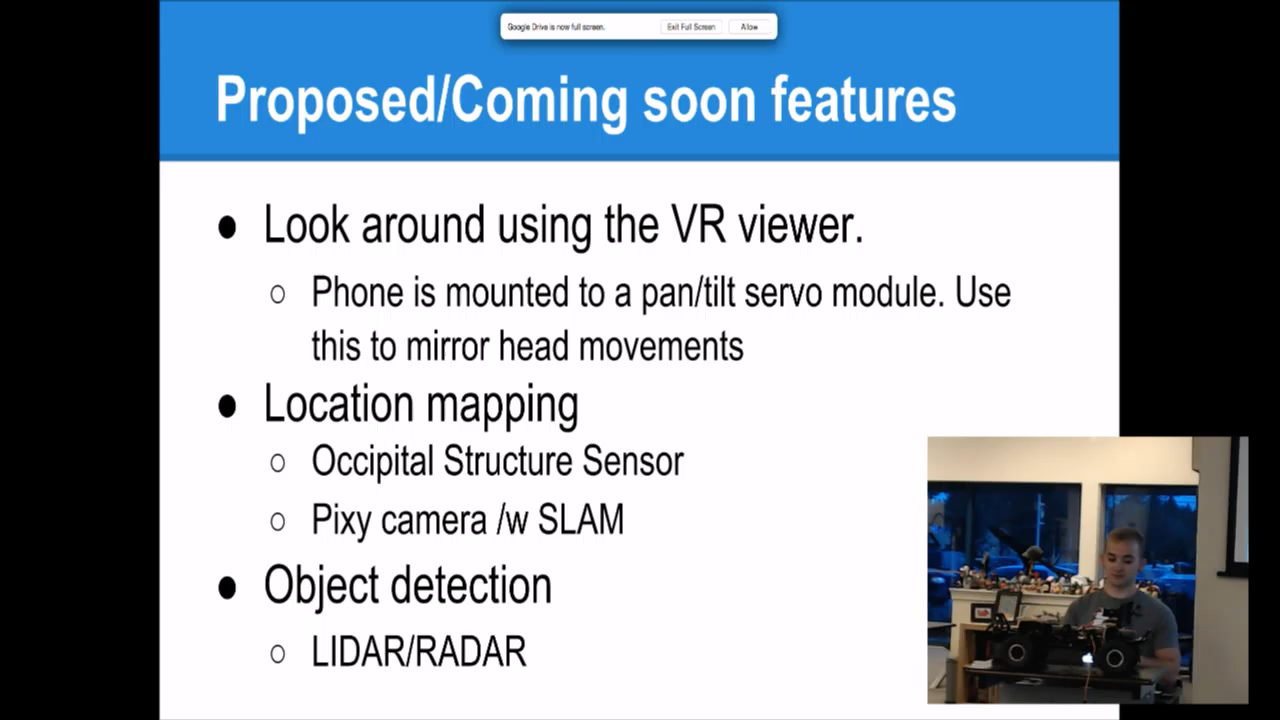 Google Drive is now full screen. Exit Full Screen Allow
Proposed/Coming soon features
● Look around using the VR viewer.
○ Phone is mounted to a pan/tilt servo module. Use
this to mirror head movements
● Location mapping
○ Occipital Structure Sensor
○ Pixy camera /w SLAM
● Object detection
○ LIDAR/RADAR